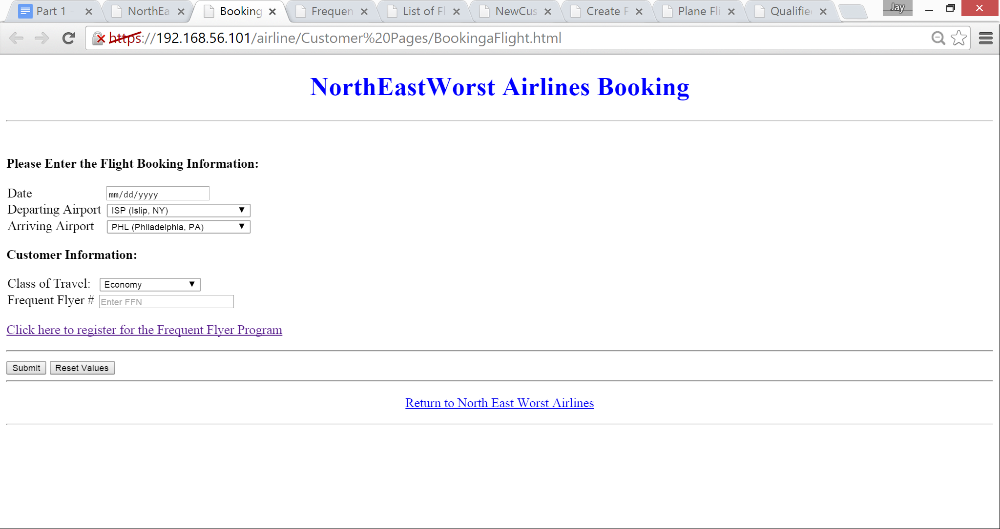 Part 1 -
NorthEa
Booking
Frequen
List of Fl
NewCus
Create F
Plane Fli
Qualifie
Jay
https://192.168.56.101/airline/Customer%20Pages/BookingaFlight.html
NorthEastWorst Airlines Booking
Please Enter the Flight Booking Information:
Date mm/dd/yyyy
Departing Airport ISP (Islip, NY)
Arriving Airport PHL (Philadelphia, PA)
Customer Information:
Class of Travel: Economy
Frequent Flyer # Enter FFN
Click here to register for the Frequent Flyer Program
Submit Reset Values
Return to North East Worst Airlines